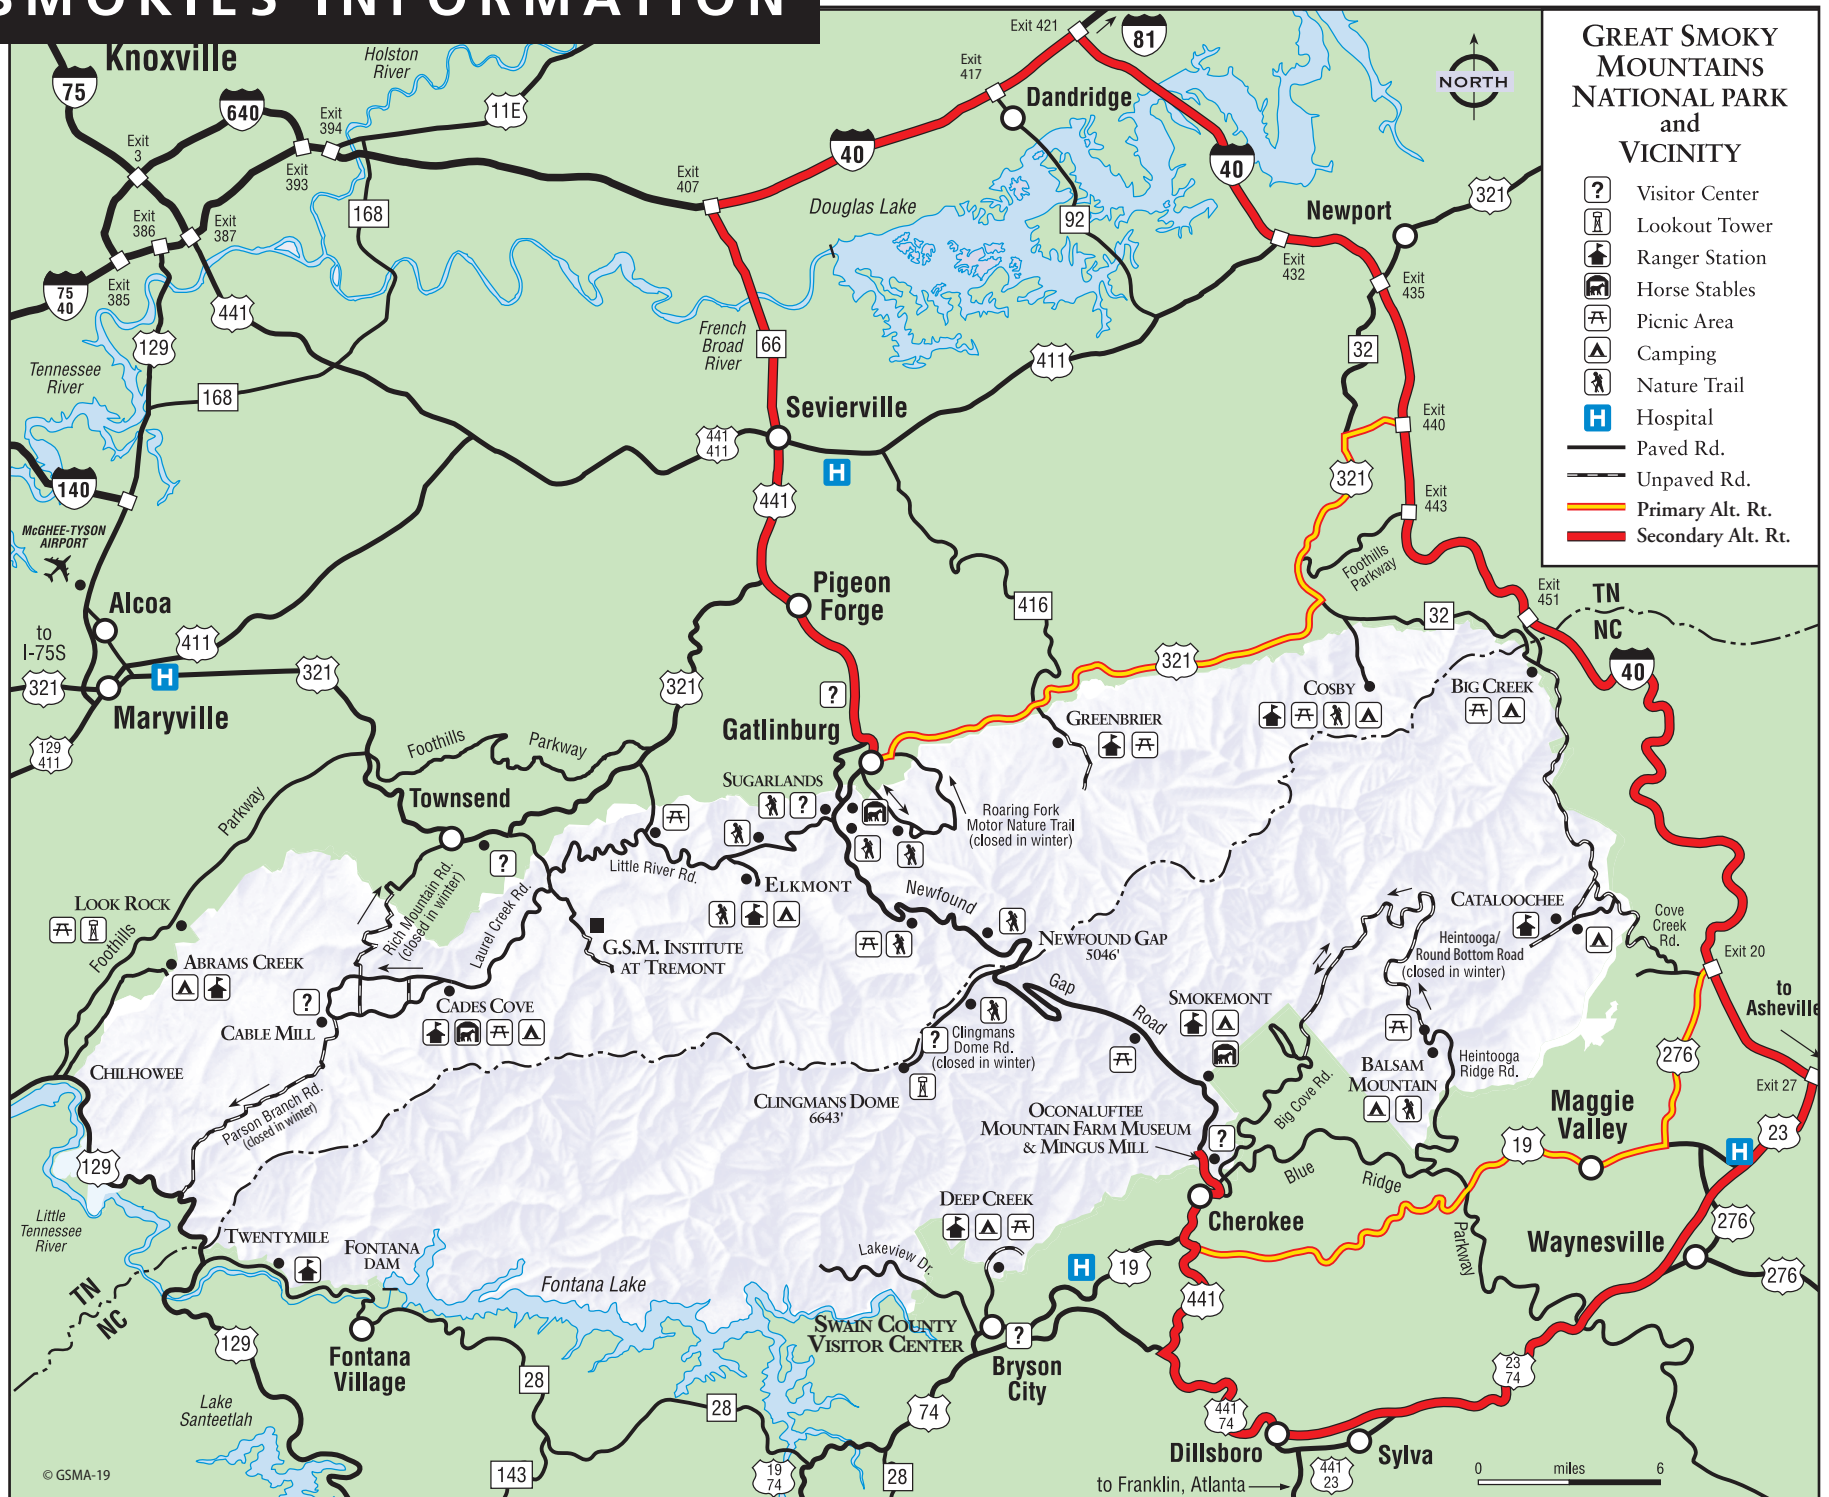 SMOKIES INFORMATION
GREAT SMOKY
MOUNTAINS
NATIONAL PARK
and
VICINITY
? Visitor Center
Lookout Tower
Ranger Station
Horse Stables
Picnic Area
Camping
Nature Trail
H Hospital
Paved Rd.
Unpaved Rd.
Primary Alt. Rt.
Secondary Alt. Rt.
NORTH
Knoxville
75
640
Holston
River
Exit
394
11E
Exit
3
Exit
393
Exit
386
Exit
387
Exit
385
75
40
168
441
129
Tennessee
River
168
140
McGHEE-TYSON
AIRPORT
Alcoa
to
I-75S
411
321
H
321
Maryville
129
411
Exit 421
81
Exit
417
Dandridge
40
40
Exit
407
Douglas Lake
92
Newport
321
Exit
432
Exit
435
French
Broad
River
66
411
32
Sevierville
441
411
H
441
Exit
440
321
Exit
443
Foothills
Parkway
Pigeon
Forge
416
32
Exit
451
TN
NC
40
321
321
?
Gatlinburg
GREENBRIER
COSBY
BIG CREEK
Foothills
Parkway
Townsend
?
Parkway
SUGARLANDS
?
Roaring Fork
Motor Nature Trail
(closed in winter)
Little River Rd.
ELKMONT
Newfound
NEWFOUND GAP
5046'
Gap
Road
Rich Mountain Rd.
(closed in winter)
Laurel Creek Rd.
G.S.M. INSTITUTE
AT TREMONT
LOOK ROCK
Foothills
ABRAMS CREEK
?
CABLE MILL
CADES COVE
CHILHOWEE
Parson Branch Rd.
(closed in winter)
?
Clingmans
Dome Rd.
(closed in winter)
CLINGMANS DOME
6643'
SMOKEMONT
CATALOOCHEE
Heintooga/
Round Bottom Road
(closed in winter)
Cove
Creek
Rd.
Exit 20
to
Asheville
276
Exit 27
Heintooga
Ridge Rd.
BALSAM
MOUNTAIN
Big Cove Rd.
OCONALUFTEE
MOUNTAIN FARM MUSEUM
& MINGUS MILL
?
Maggie
Valley
19
H
23
Blue
Ridge
Parkway
Cherokee
Waynesville
276
276
129
Little
Tennessee
River
TWENTYMILE
FONTANA
DAM
Fontana Lake
TN
NC
129
Fontana
Village
Lake
Santeetlah
28
28
143
DEEP CREEK
Lakeview Dr.
H
19
SWAIN COUNTY
VISITOR CENTER
?
Bryson
City
74
19
74
28
441
441
74
Dillsboro
Sylva
23
74
to Franklin, Atlanta
441
23
0 miles 6
© GSMA-19